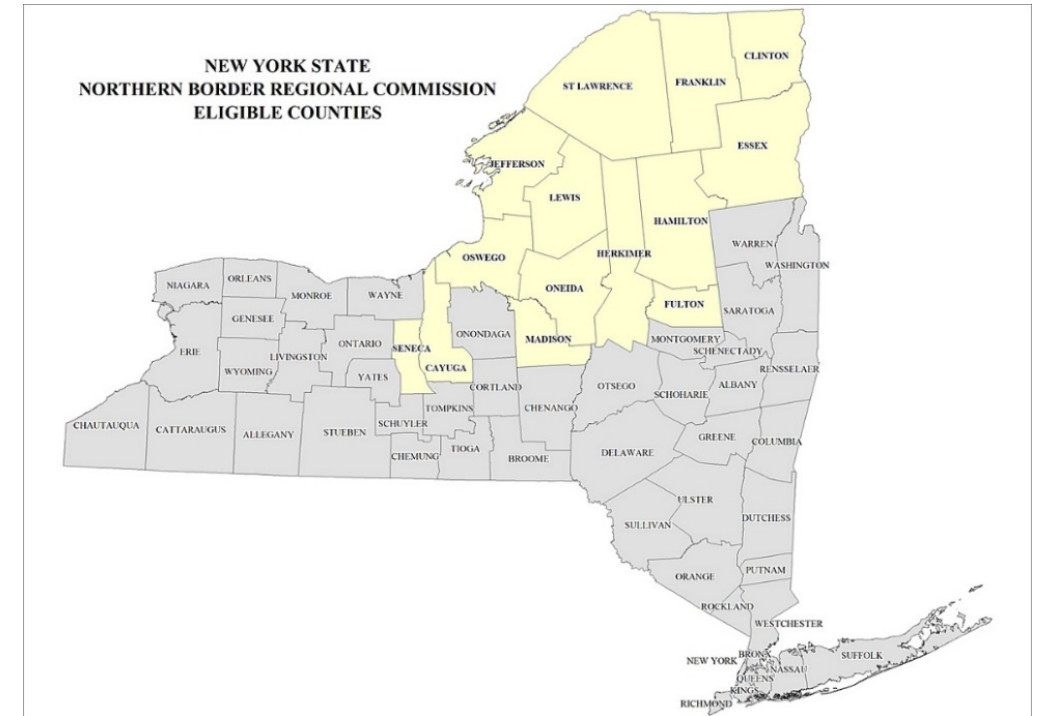 NEW YORK STATE
NORTHERN BORDER REGIONAL COMMISSION
ELIGIBLE COUNTIES
CLINTON
FRANKLIN
ST LAWRENCE
ESSEX
JEFFERSON
LEWIS
HAMILTON
WARREN
HERKIMER
OSWEGO
WASHINGTON
ORLEANS
NIAGARA
ONEIDA
MONROE
WAYNE
FULTON
SARATOGA
GENESEE
ONONDAGA
MADISON
MONTGOMERY
ONTARIO
SENECA
SCHENECTADY
ERIE
LIVINGSTON
CAYUGA
RENSSELAER
WYOMING
YATES
CORTLAND
OTSEGO
ALBANY
SCHOHARIE
TOMPKINS
CHENANGO
SCHUYLER
CHAUTAUQUA
CATTARAUGUS
ALLEGANY
STUEBEN
GREENE
COLUMBIA
TIOGA
DELAWARE
CHEMUNG
BROOME
ULSTER
DUTCHESS
SULLIVAN
PUTNAM
ORANGE
ROCKLAND
WESTCHESTER
BRONX
SUFFOLK
NEW YORK
NASSAU
QUEENS
KINGS
RICHMOND